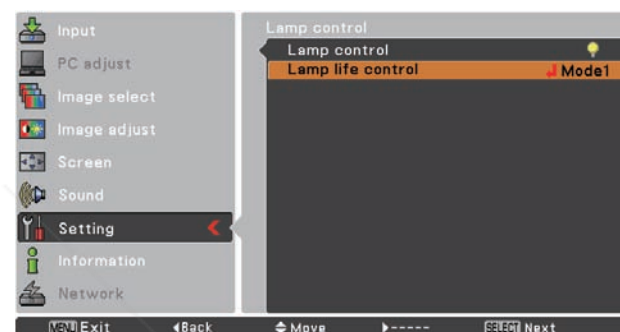 Input
PC adjust
Image select
Image adjust
Screen
Sound
Setting
Information
Network
Lamp control
Lamp control
Lamp life control Mode1
MENU Exit Back Move ----- SELECT Next